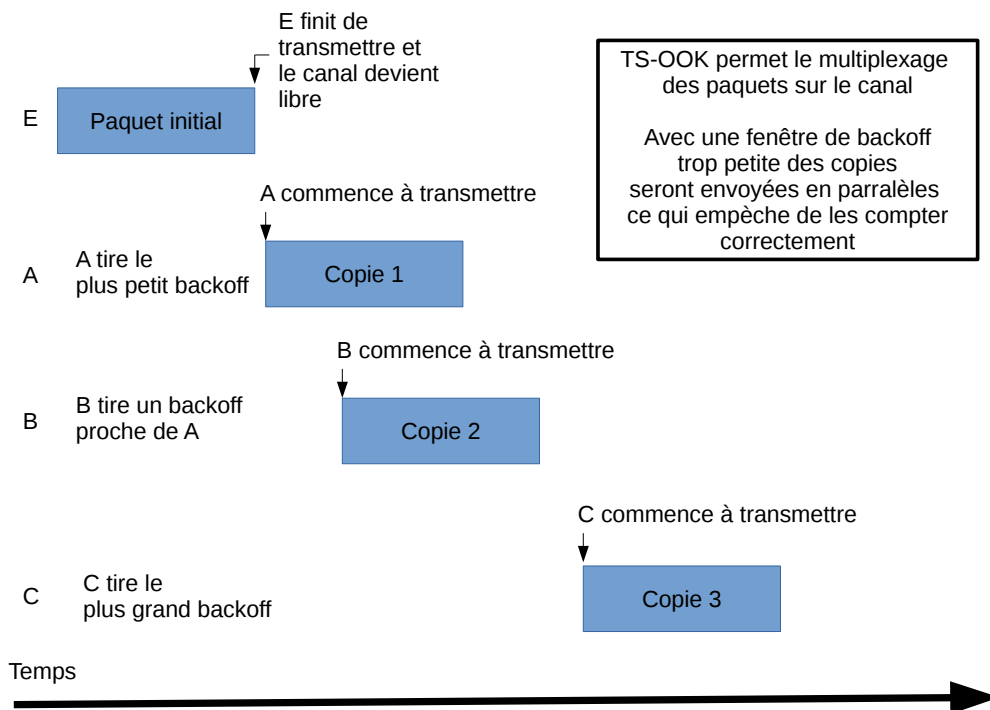 E finit de
transmettre et
le canal devient
libre
TS-OOK permet le multiplexage
des paquets sur le canal
Avec une fenêtre de backoff
trop petite des copies
seront envoyées en parralèles
ce qui empèche de les compter
correctement
E
Paquet initial
A commence à transmettre
A
A tire le
plus petit backoff
Copie 1
B commence à transmettre
B
B tire un backoff
proche de A
Copie 2
C commence à transmettre
C
C tire le
plus grand backoff
Copie 3
Temps